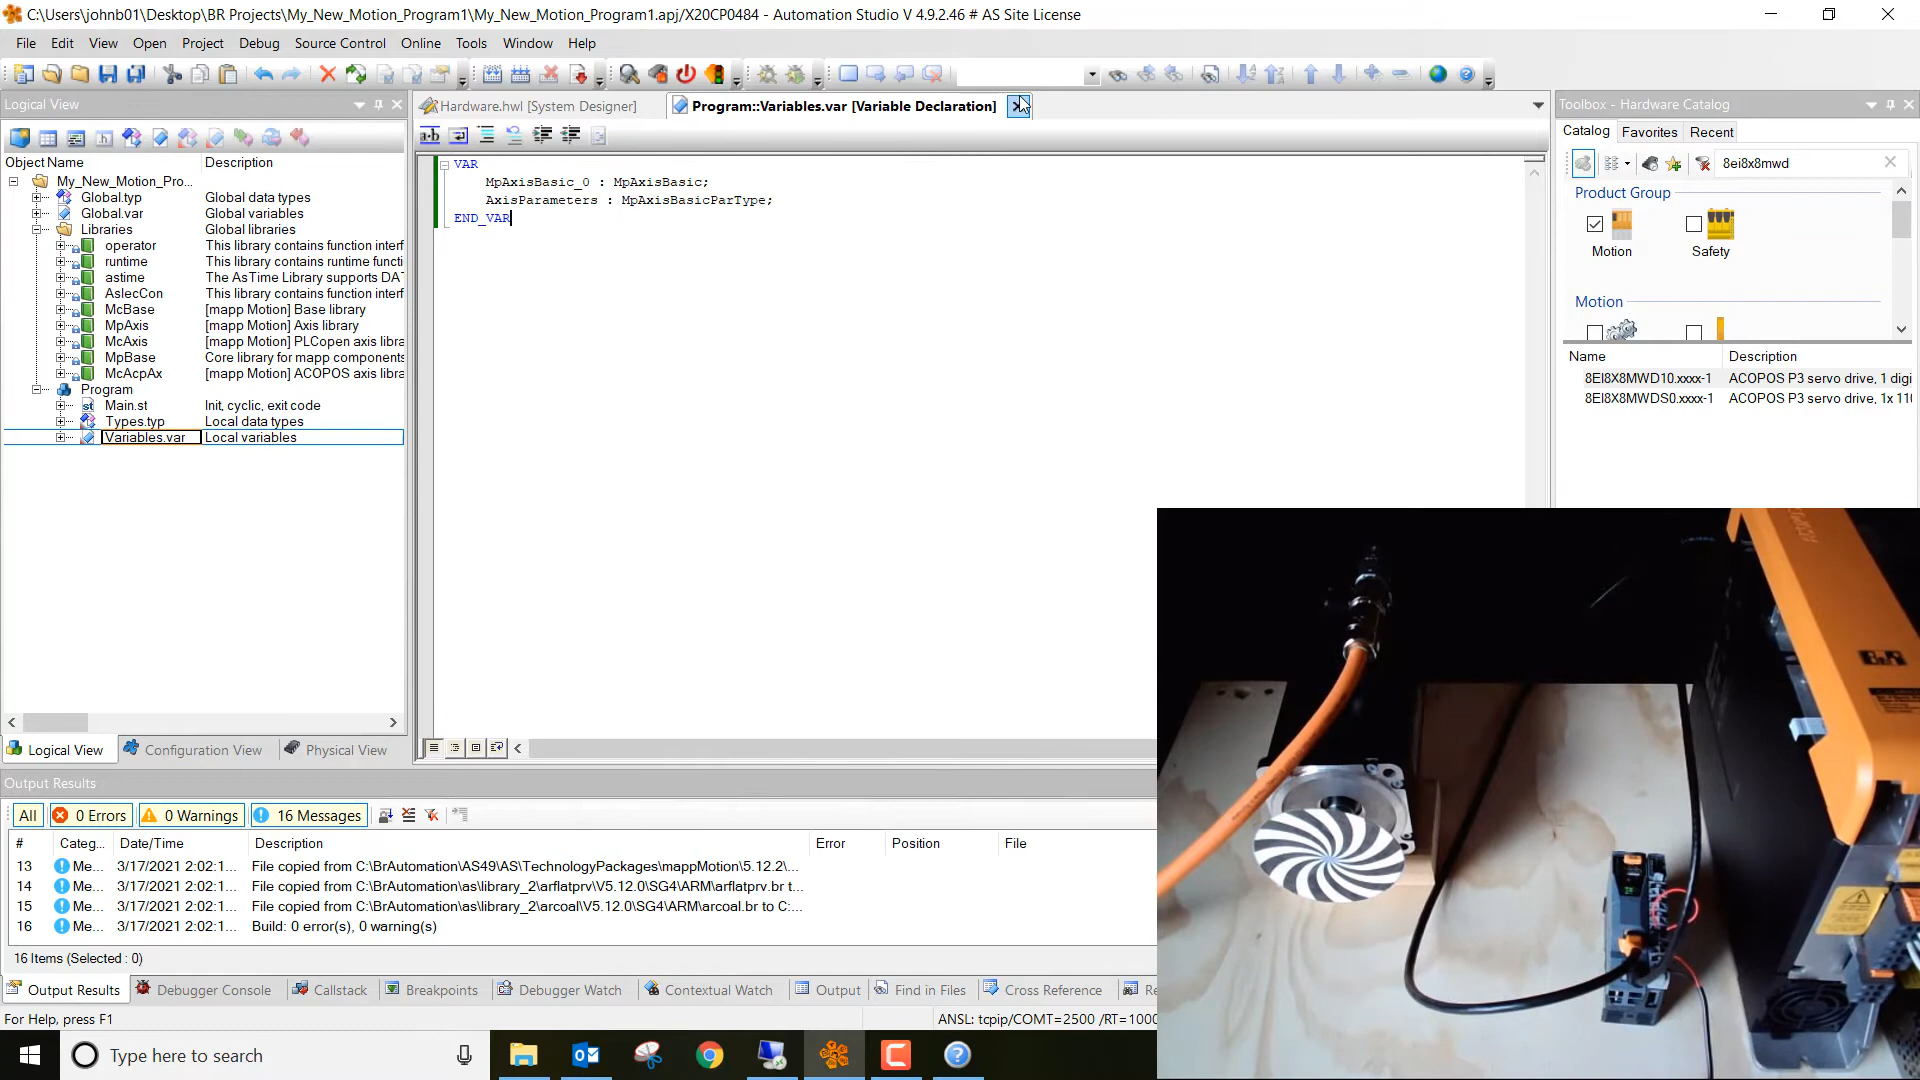 C:\Users\johnb01\Desktop\BR Projects\My_New_Motion_Program1\My_New_Motion_Program1.apj/X20CP0484 - Automation Studio V 4.9.2.46 # AS Site License
File Edit View Open Project Debug Source Control Online Tools Window Help
Logical View
Object Name Description
My_New_Motion_Pro...
Global.typ Global data types
Global.var Global variables
Libraries Global libraries
operator This library contains function interf
runtime This library contains runtime functi
astime The AsTime Library supports DA
AsIecCon This library contains function interf
McBase [mapp Motion] Base library
MpAxis [mapp Motion] Axis library
McAxis [mapp Motion] PLCopen axis libra
MpBase Core library for mapp components
McAcpAx [mapp Motion] ACOPOS axis libra
Program
Main.st Init, cyclic, exit code
Types.typ Local data types
Variables.var Local variables
Logical View Configuration View Physical View
Hardware.hwl [System Designer] Program::Variables.var [Variable Declaration]
VAR
MpAxisBasic_0 : MpAxisBasic;
AxisParameters : MpAxisBasicParType;
END_VAR
Toolbox - Hardware Catalog
Catalog Favorites Recent
8ei8x8mwd
Product Group
Motion Safety
Motion
Name Description
8EI8X8MWD10.xxxx-1 ACOPOS P3 servo drive, 1 digi
8EI8X8MWDS0.xxxx-1 ACOPOS P3 servo drive, 1x 11
Output Results
All 0 Errors 0 Warnings 16 Messages
# Categ... Date/Time Description Error Position File
13 Me... 3/17/2021 2:02:1... File copied from C:\BrAutomation\AS49\AS\TechnologyPackages\mappMotion\5.12.2\...
14 Me... 3/17/2021 2:02:1... File copied from C:\BrAutomation\as\library_2\arflatprv\V5.12.0\SG4\ARM\arflatprv.br t...
15 Me... 3/17/2021 2:02:1... File copied from C:\BrAutomation\as\library_2\arcoal\V5.12.0\SG4\ARM\arcoal.br to C:...
16 Me... 3/17/2021 2:02:1... Build: 0 error(s), 0 warning(s)
16 Items (Selected : 0)
Output Results Debugger Console Callstack Breakpoints Debugger Watch Contextual Watch Output Find in Files Cross Reference Re
For Help, press F1 ANSL: tcpip/COMT=2500 /RT=1000
Type here to search